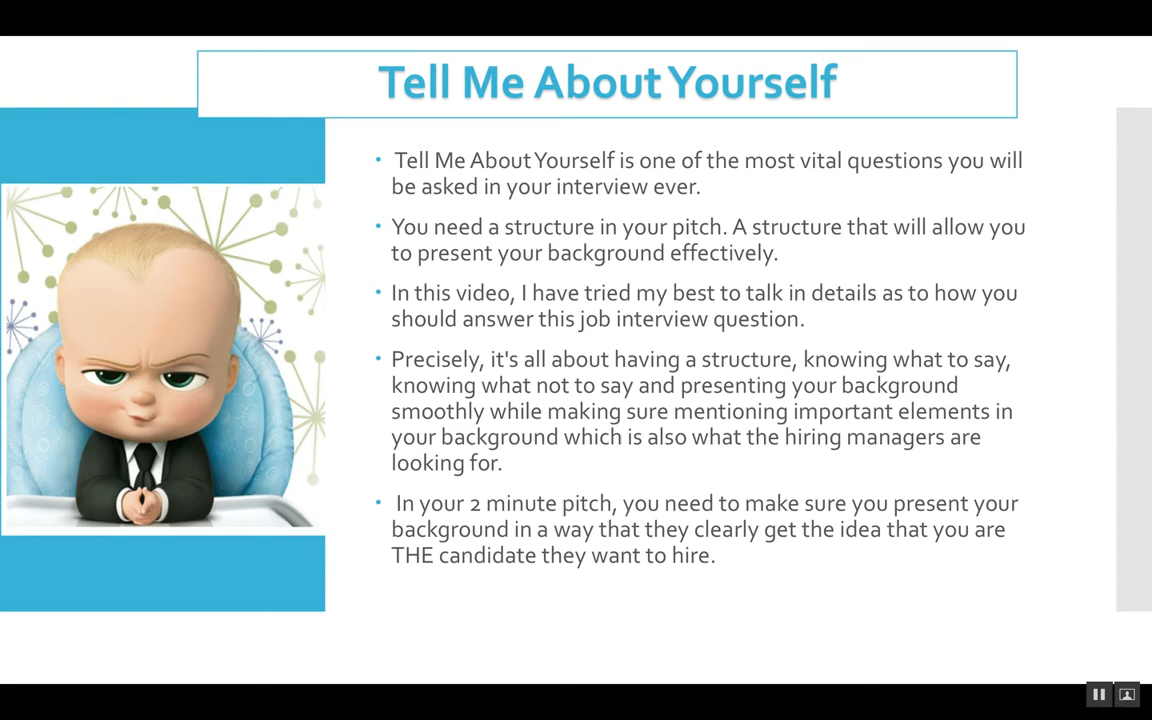 Tell Me About Yourself
• Tell Me About Yourself is one of the most vital questions you will
be asked in your interview ever.
• You need a structure in your pitch. A structure that will allow you
to present your background effectively.
• In this video, I have tried my best to talk in details as to how you
should answer this job interview question.
• Precisely, it's all about having a structure, knowing what to say,
knowing what not to say and presenting your background
smoothly while making sure mentioning important elements in
your background which is also what the hiring managers are
looking for.
• In your 2 minute pitch, you need to make sure you present your
background in a way that they clearly get the idea that you are
THE candidate they want to hire.